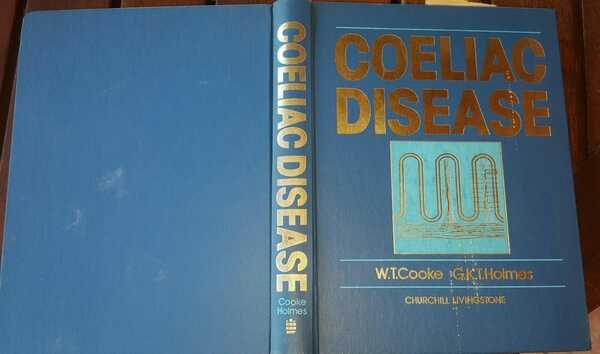 COELIAC DISEASE
Cooke
Holmes
COELIAC
DISEASE
W.T.Cooke G.K.T.Holmes
CHURCHILL LIVINGSTONE